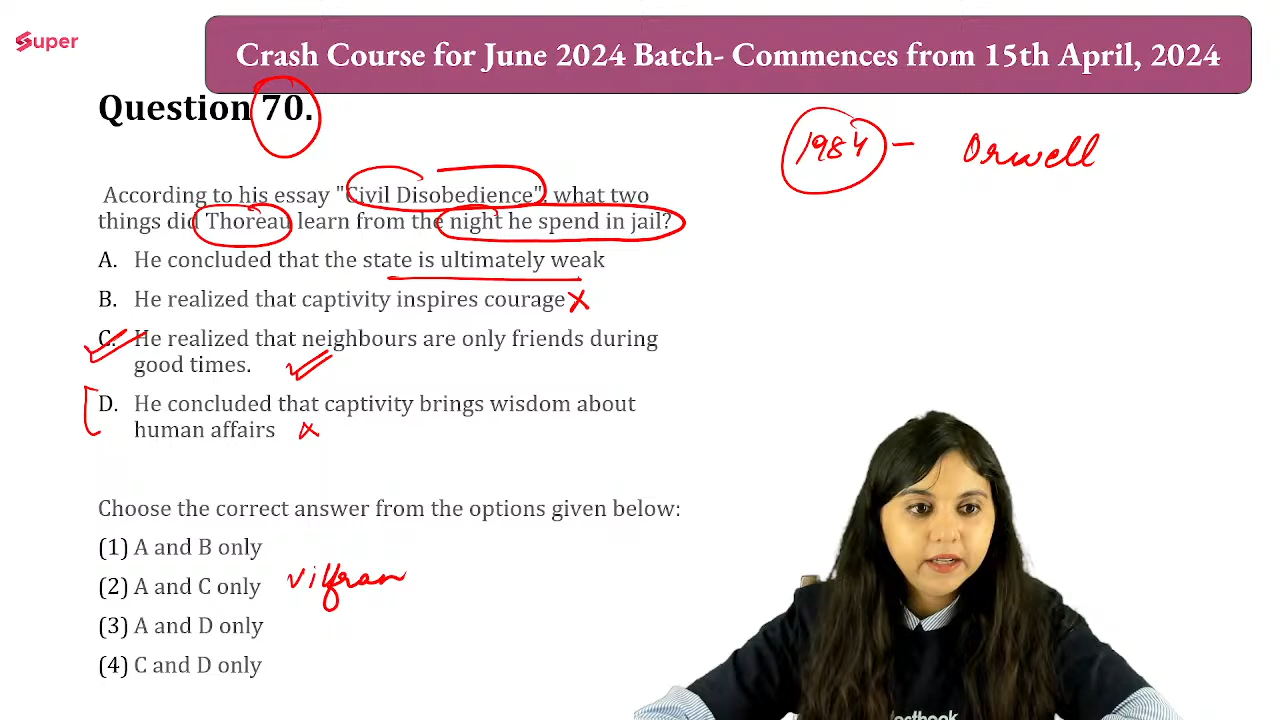 Super
Crash Course for June 2024 Batch- Commences from 15th April, 2024
Question 70.
1984 - Orwell
According to his essay "Civil Disobedience". what two
things did Thoreau learn from the night he spend in jail?
A. He concluded that the state is ultimately weak
B. He realized that captivity inspires courage
C. He realized that neighbours are only friends during
good times.
D. He concluded that captivity brings wisdom about
human affairs
Choose the correct answer from the options given below:
(1) A and B only
(2) A and C only
(3) A and D only
(4) C and D only
testbook